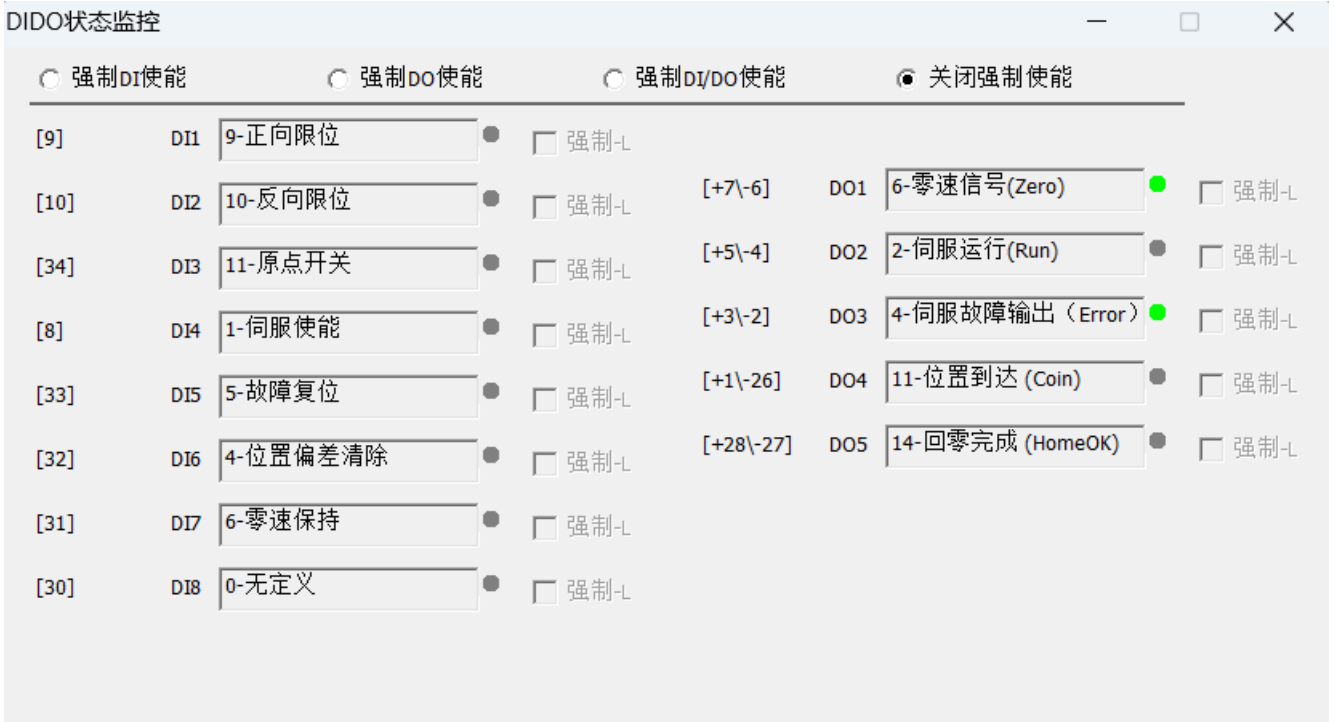 DIDO状态监控
强制DI使能 强制DO使能 强制DI/DO使能 关闭强制使能
[9] DI1 9-正向限位 强制-L
[10] DI2 10-反向限位 强制-L
[34] DI3 11-原点开关 强制-L
[8] DI4 1-伺服使能 强制-L
[33] DI5 5-故障复位 强制-L
[32] DI6 4-位置偏差清除 强制-L
[31] DI7 6-零速保持 强制-L
[30] DI8 0-无定义 强制-L
[+7\-6] DO1 6-零速信号(Zero) 强制-L
[+5\-4] DO2 2-伺服运行(Run) 强制-L
[+3\-2] DO3 4-伺服故障输出（Error） 强制-L
[+1\-26] DO4 11-位置到达 (Coin) 强制-L
[+28\-27] DO5 14-回零完成 (HomeOK) 强制-L